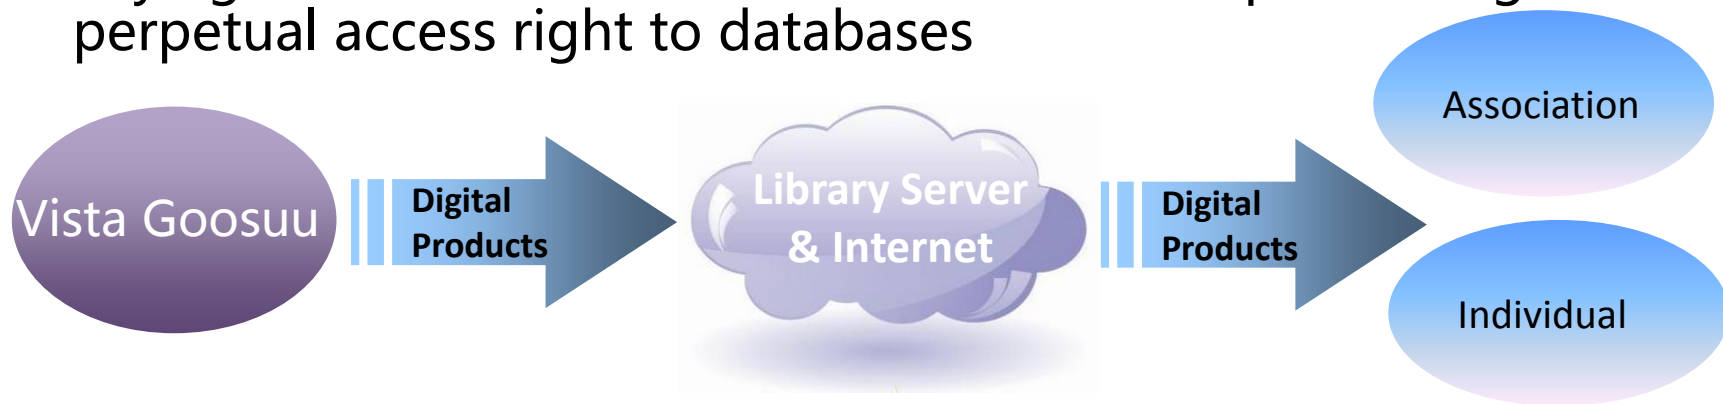 perpetual access right to databases
Association
Vista Goosuu
Digital
Products
Library Server
& Internet
Digital
Products
Individual